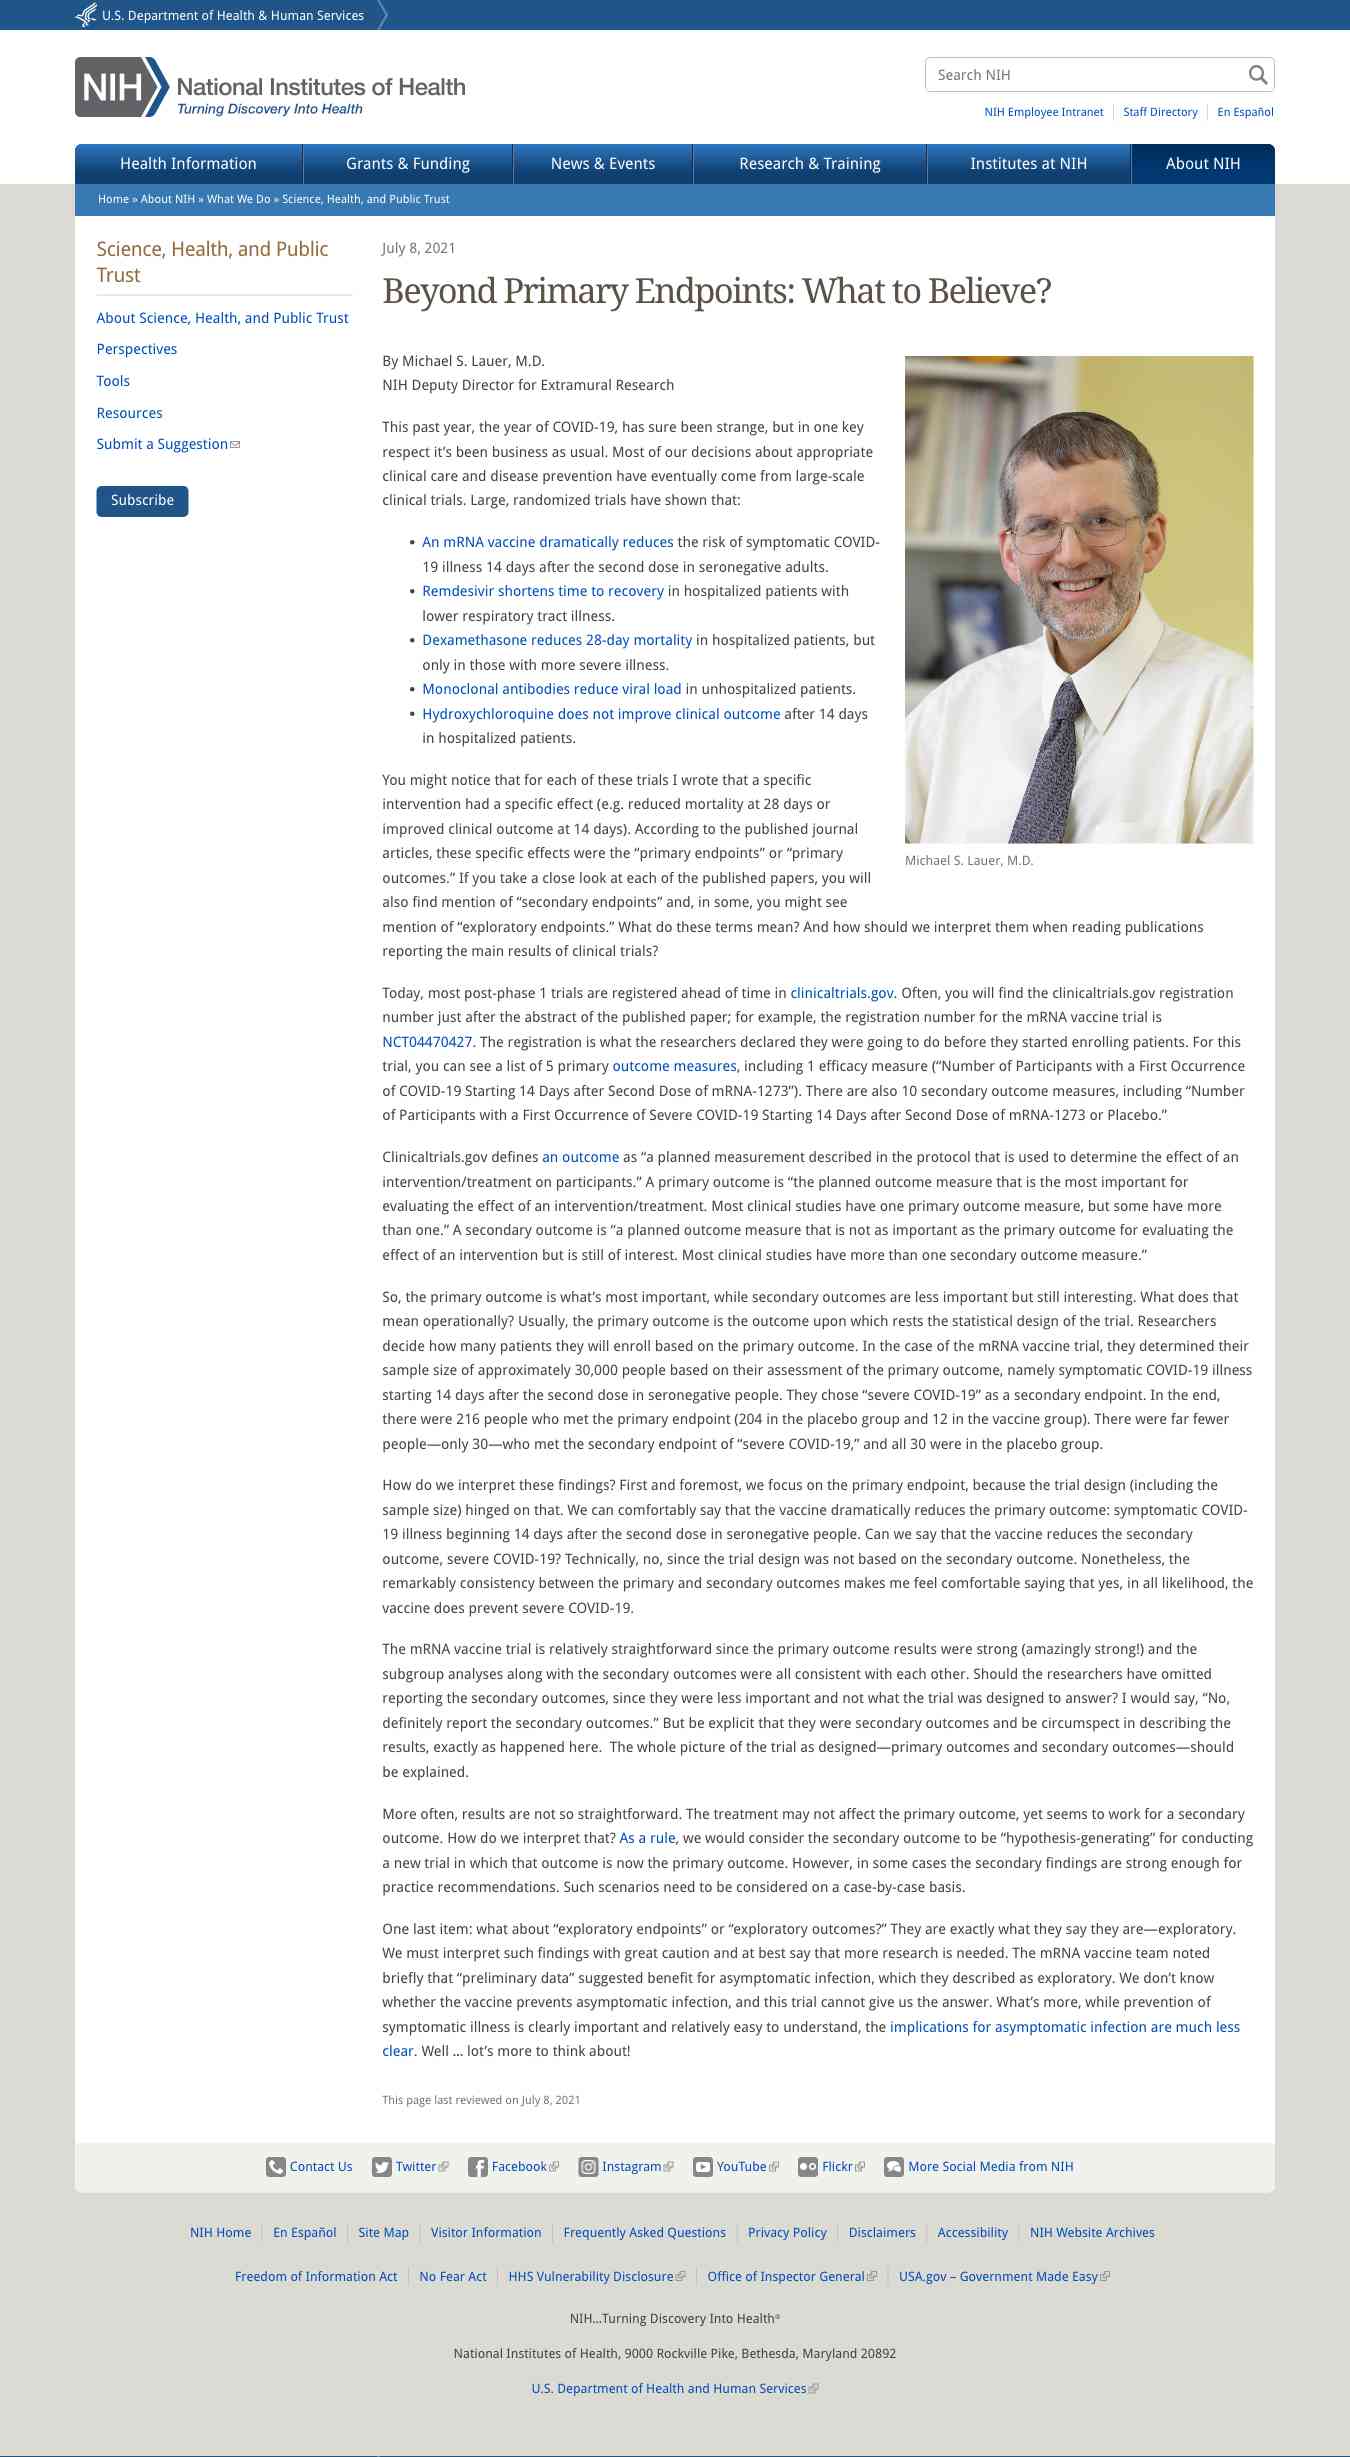 U.S. Department of Health & Human Services
NIH
National Institutes of Health
Turning Discovery Into Health
Search NIH
NIH Employee Intranet
Staff Directory
En Español
Health Information
Grants & Funding
News & Events
Research & Training
Institutes at NIH
About NIH
Home » About NIH » What We Do » Science, Health, and Public Trust
Science, Health, and Public
Trust
About Science, Health, and Public Trust
Perspectives
Tools
Resources
Submit a Suggestion
Subscribe
July 8, 2021
Beyond Primary Endpoints: What to Believe?
By Michael S. Lauer, M.D.
NIH Deputy Director for Extramural Research
This past year, the year of COVID-19, has sure been strange, but in one key
respect it’s been business as usual. Most of our decisions about appropriate
clinical care and disease prevention have eventually come from large-scale
clinical trials. Large, randomized trials have shown that:
• An mRNA vaccine dramatically reduces the risk of symptomatic COVID-
19 illness 14 days after the second dose in seronegative adults.
• Remdesivir shortens time to recovery in hospitalized patients with
lower respiratory tract illness.
• Dexamethasone reduces 28-day mortality in hospitalized patients, but
only in those with more severe illness.
• Monoclonal antibodies reduce viral load in unhospitalized patients.
• Hydroxychloroquine does not improve clinical outcome after 14 days
in hospitalized patients.
Michael S. Lauer, M.D.
You might notice that for each of these trials I wrote that a specific
intervention had a specific effect (e.g. reduced mortality at 28 days or
improved clinical outcome at 14 days). According to the published journal
articles, these specific effects were the “primary endpoints” or “primary
outcomes.” If you take a close look at each of the published papers, you will
also find mention of “secondary endpoints” and, in some, you might see
mention of “exploratory endpoints.” What do these terms mean? And how should we interpret them when reading publications
reporting the main results of clinical trials?
Today, most post-phase 1 trials are registered ahead of time in clinicaltrials.gov. Often, you will find the clinicaltrials.gov registration
number just after the abstract of the published paper; for example, the registration number for the mRNA vaccine trial is
NCT04470427. The registration is what the researchers declared they were going to do before they started enrolling patients. For this
trial, you can see a list of 5 primary outcome measures, including 1 efficacy measure (“Number of Participants with a First Occurrence
of COVID-19 Starting 14 Days after Second Dose of mRNA-1273”). There are also 10 secondary outcome measures, including “Number
of Participants with a First Occurrence of Severe COVID-19 Starting 14 Days after Second Dose of mRNA-1273 or Placebo.”
Clinicaltrials.gov defines an outcome as “a planned measurement described in the protocol that is used to determine the effect of an
intervention/treatment on participants.” A primary outcome is “the planned outcome measure that is the most important for
evaluating the effect of an intervention/treatment. Most clinical studies have one primary outcome measure, but some have more
than one.” A secondary outcome is “a planned outcome measure that is not as important as the primary outcome for evaluating the
effect of an intervention but is still of interest. Most clinical studies have more than one secondary outcome measure.”
So, the primary outcome is what’s most important, while secondary outcomes are less important but still interesting. What does that
mean operationally? Usually, the primary outcome is the outcome upon which rests the statistical design of the trial. Researchers
decide how many patients they will enroll based on the primary outcome. In the case of the mRNA vaccine trial, they determined their
sample size of approximately 30,000 people based on their assessment of the primary outcome, namely symptomatic COVID-19 illness
starting 14 days after the second dose in seronegative people. They chose “severe COVID-19” as a secondary endpoint. In the end,
there were 216 people who met the primary endpoint (204 in the placebo group and 12 in the vaccine group). There were far fewer
people—only 30—who met the secondary endpoint of “severe COVID-19,” and all 30 were in the placebo group.
How do we interpret these findings? First and foremost, we focus on the primary endpoint, because the trial design (including the
sample size) hinged on that. We can comfortably say that the vaccine dramatically reduces the primary outcome: symptomatic COVID-
19 illness beginning 14 days after the second dose in seronegative people. Can we say that the vaccine reduces the secondary
outcome, severe COVID-19? Technically, no, since the trial design was not based on the secondary outcome. Nonetheless, the
remarkably consistency between the primary and secondary outcomes makes me feel comfortable saying that yes, in all likelihood, the
vaccine does prevent severe COVID-19.
The mRNA vaccine trial is relatively straightforward since the primary outcome results were strong (amazingly strong!) and the
subgroup analyses along with the secondary outcomes were all consistent with each other. Should the researchers have omitted
reporting the secondary outcomes, since they were less important and not what the trial was designed to answer? I would say, “No,
definitely report the secondary outcomes.” But be explicit that they were secondary outcomes and be circumspect in describing the
results, exactly as happened here.  The whole picture of the trial as designed—primary outcomes and secondary outcomes—should
be explained.
More often, results are not so straightforward. The treatment may not affect the primary outcome, yet seems to work for a secondary
outcome. How do we interpret that? As a rule, we would consider the secondary outcome to be “hypothesis-generating” for conducting
a new trial in which that outcome is now the primary outcome. However, in some cases the secondary findings are strong enough for
practice recommendations. Such scenarios need to be considered on a case-by-case basis.
One last item: what about “exploratory endpoints” or “exploratory outcomes?” They are exactly what they say they are—exploratory.
We must interpret such findings with great caution and at best say that more research is needed. The mRNA vaccine team noted
briefly that “preliminary data” suggested benefit for asymptomatic infection, which they described as exploratory. We don’t know
whether the vaccine prevents asymptomatic infection, and this trial cannot give us the answer. What’s more, while prevention of
symptomatic illness is clearly important and relatively easy to understand, the implications for asymptomatic infection are much less
clear. Well … lot’s more to think about!
This page last reviewed on July 8, 2021
Contact Us
Twitter
Facebook
Instagram
YouTube
Flickr
More Social Media from NIH
NIH Home
En Español
Site Map
Visitor Information
Frequently Asked Questions
Privacy Policy
Disclaimers
Accessibility
NIH Website Archives
Freedom of Information Act
No Fear Act
HHS Vulnerability Disclosure
Office of Inspector General
USA.gov – Government Made Easy
NIH…Turning Discovery Into Health®
National Institutes of Health, 9000 Rockville Pike, Bethesda, Maryland 20892
U.S. Department of Health and Human Services